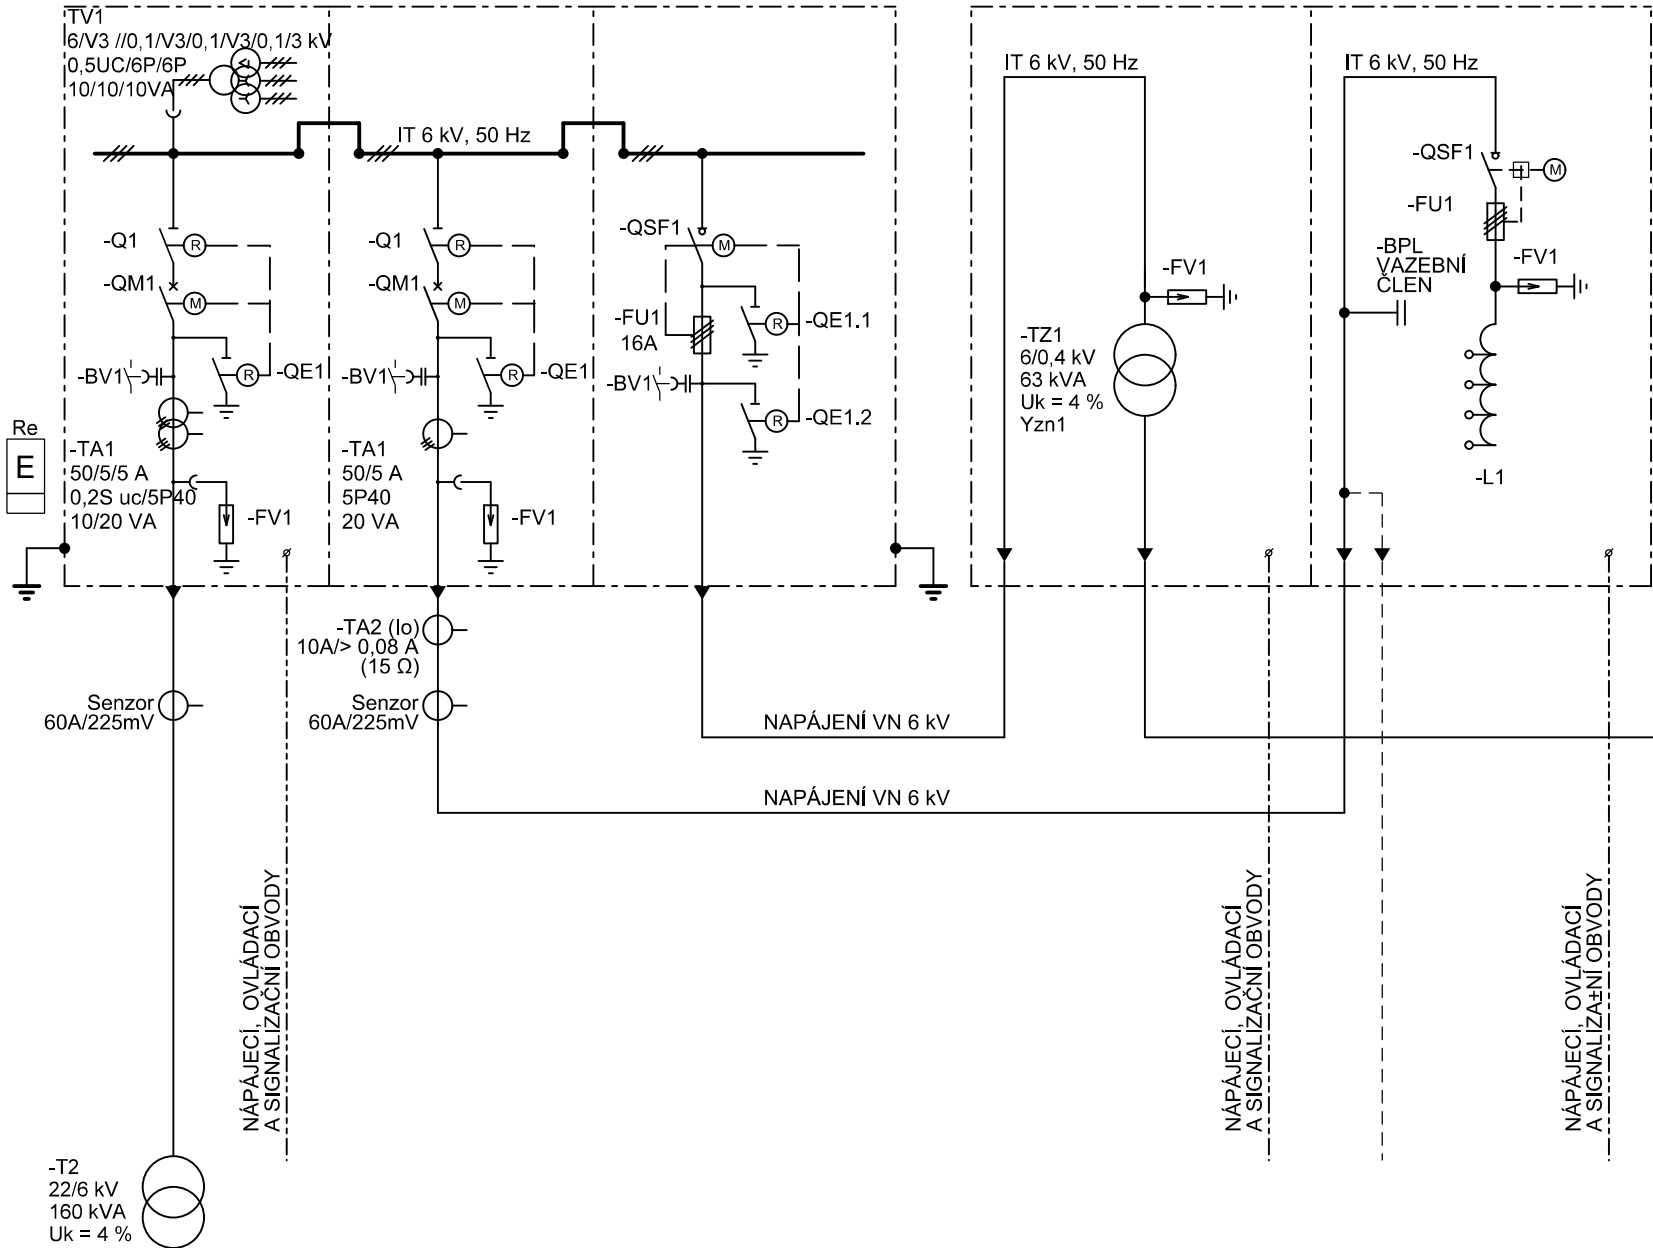 TV1
6/V3 //0,1/V3/0,1/V3/0,1/3 kV
0,5UC/6P/6P
10/10/10VA
IT 6 kV, 50 Hz
-Q1
R
-QM1
M
-BV1
R
-QE1
-TA1
50/5/5 A
0,2S uc/5P40
10/20 VA
-FV1
Re
E
-Q1
R
-QM1
M
-BV1
R
-QE1
-TA1
50/5 A
5P40
20 VA
-FV1
-QSF1
M
-FU1
16A
R
-QE1.1
-BV1
R
-QE1.2
IT 6 kV, 50 Hz
-FV1
-TZ1
6/0,4 kV
63 kVA
Uk = 4 %
Yzn1
IT 6 kV, 50 Hz
-QSF1
M
-FU1
-BPL
VAZEBNÍ
ČLEN
-FV1
-L1
-TA2 (Io)
10A/> 0,08 A
(15 Ω)
Senzor
60A/225mV
Senzor
60A/225mV
NAPÁJENÍ VN 6 kV
NAPÁJENÍ VN 6 kV
NÁPÁJECÍ, OVLÁDACÍ
A SIGNALIZAČNÍ OBVODY
NÁPÁJECÍ, OVLÁDACÍ
A SIGNALIZAČNÍ OBVODY
NÁPÁJECÍ, OVLÁDACÍ
A SIGNALIZA±NÍ OBVODY
-T2
22/6 kV
160 kVA
Uk = 4 %